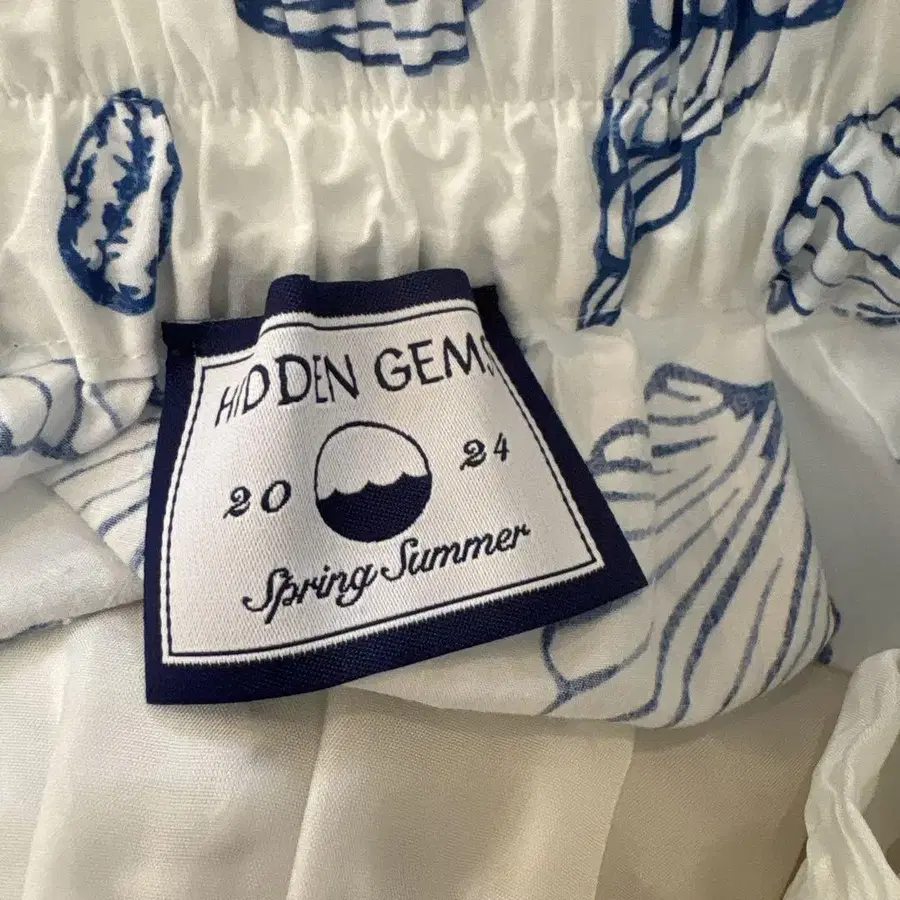 HIDDEN GEMS
20 24
Spring Summer